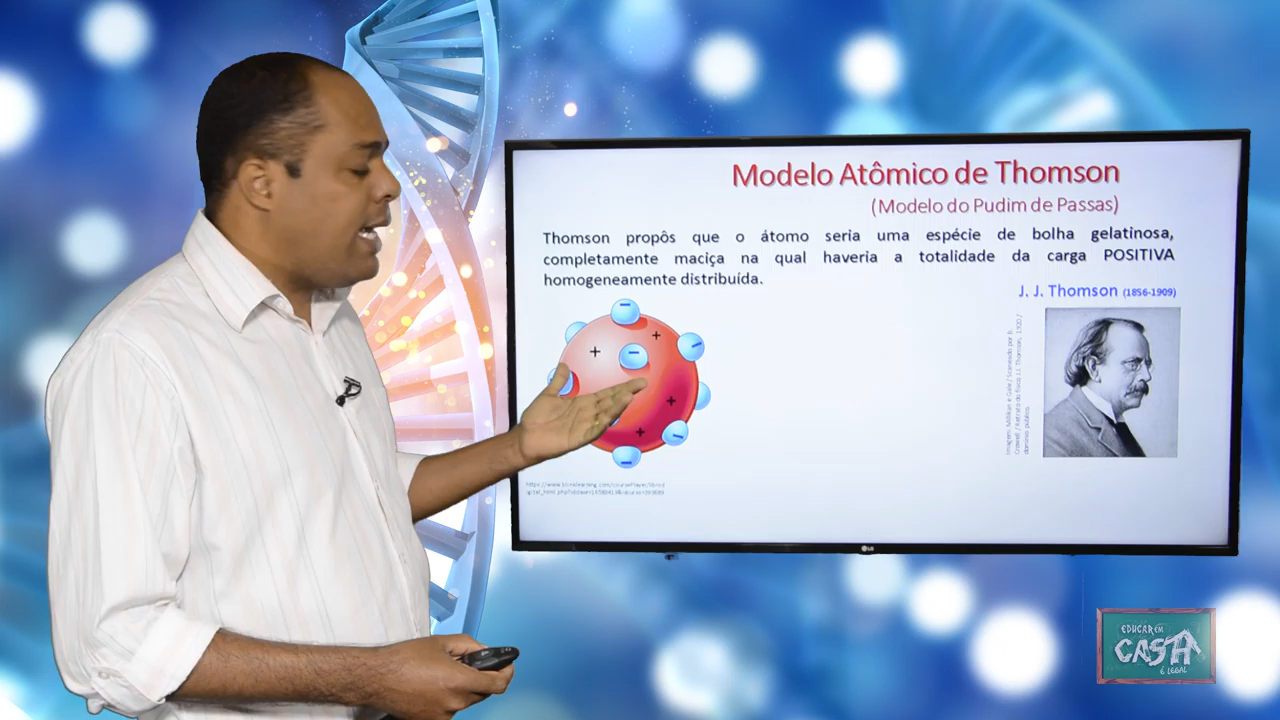 Modelo Atômico de Thomson
(Modelo do Pudim de Passas)
Thomson propôs que o átomo seria uma espécie de bolha gelatinosa,
completamente maciça na qual haveria a totalidade da carga POSITIVA
homogeneamente distribuída.
J. J. Thomson (1856-1909)
LG
EDUCAR EM
CASA
É LEGAL